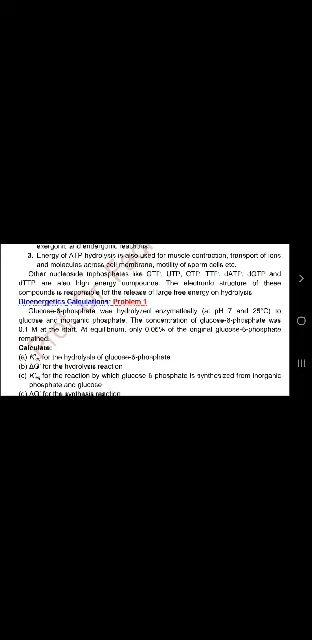 exergonic and endergonic reactions.
3. Energy of ATP hydrolysis is also used for muscle contraction, transport of ions
and molecules across cell membrane, motility of sperm cells etc.
Other nucleoside triphosphates like GTP, UTP, CTP, TTP, dATP, dGTP and
dTTP are also high energy compounds. The electronic structure of these
compounds is responsible for the release of large free energy on hydrolysis
Bioenergetics Calculations: Problem 1
Glucose-6-phosphate was hydrolyzed enzymatically (at pH 7 and 25°C) to
glucose and inorganic phosphate. The concentration of glucose-6-phosphate was
0.1 M at the start. At equilibrium, only 0.05% of the original glucose-6-phosphate
remained.
Calculate:
(a) K'eq for the hydrolysis of glucose-6-phosphate
(b) ΔG' for the hydrolysis reaction
(c) K'eq for the reaction by which glucose 6-phosphate is synthesized from inorganic
phosphate and glucose
ΔG' for the synthesis reaction